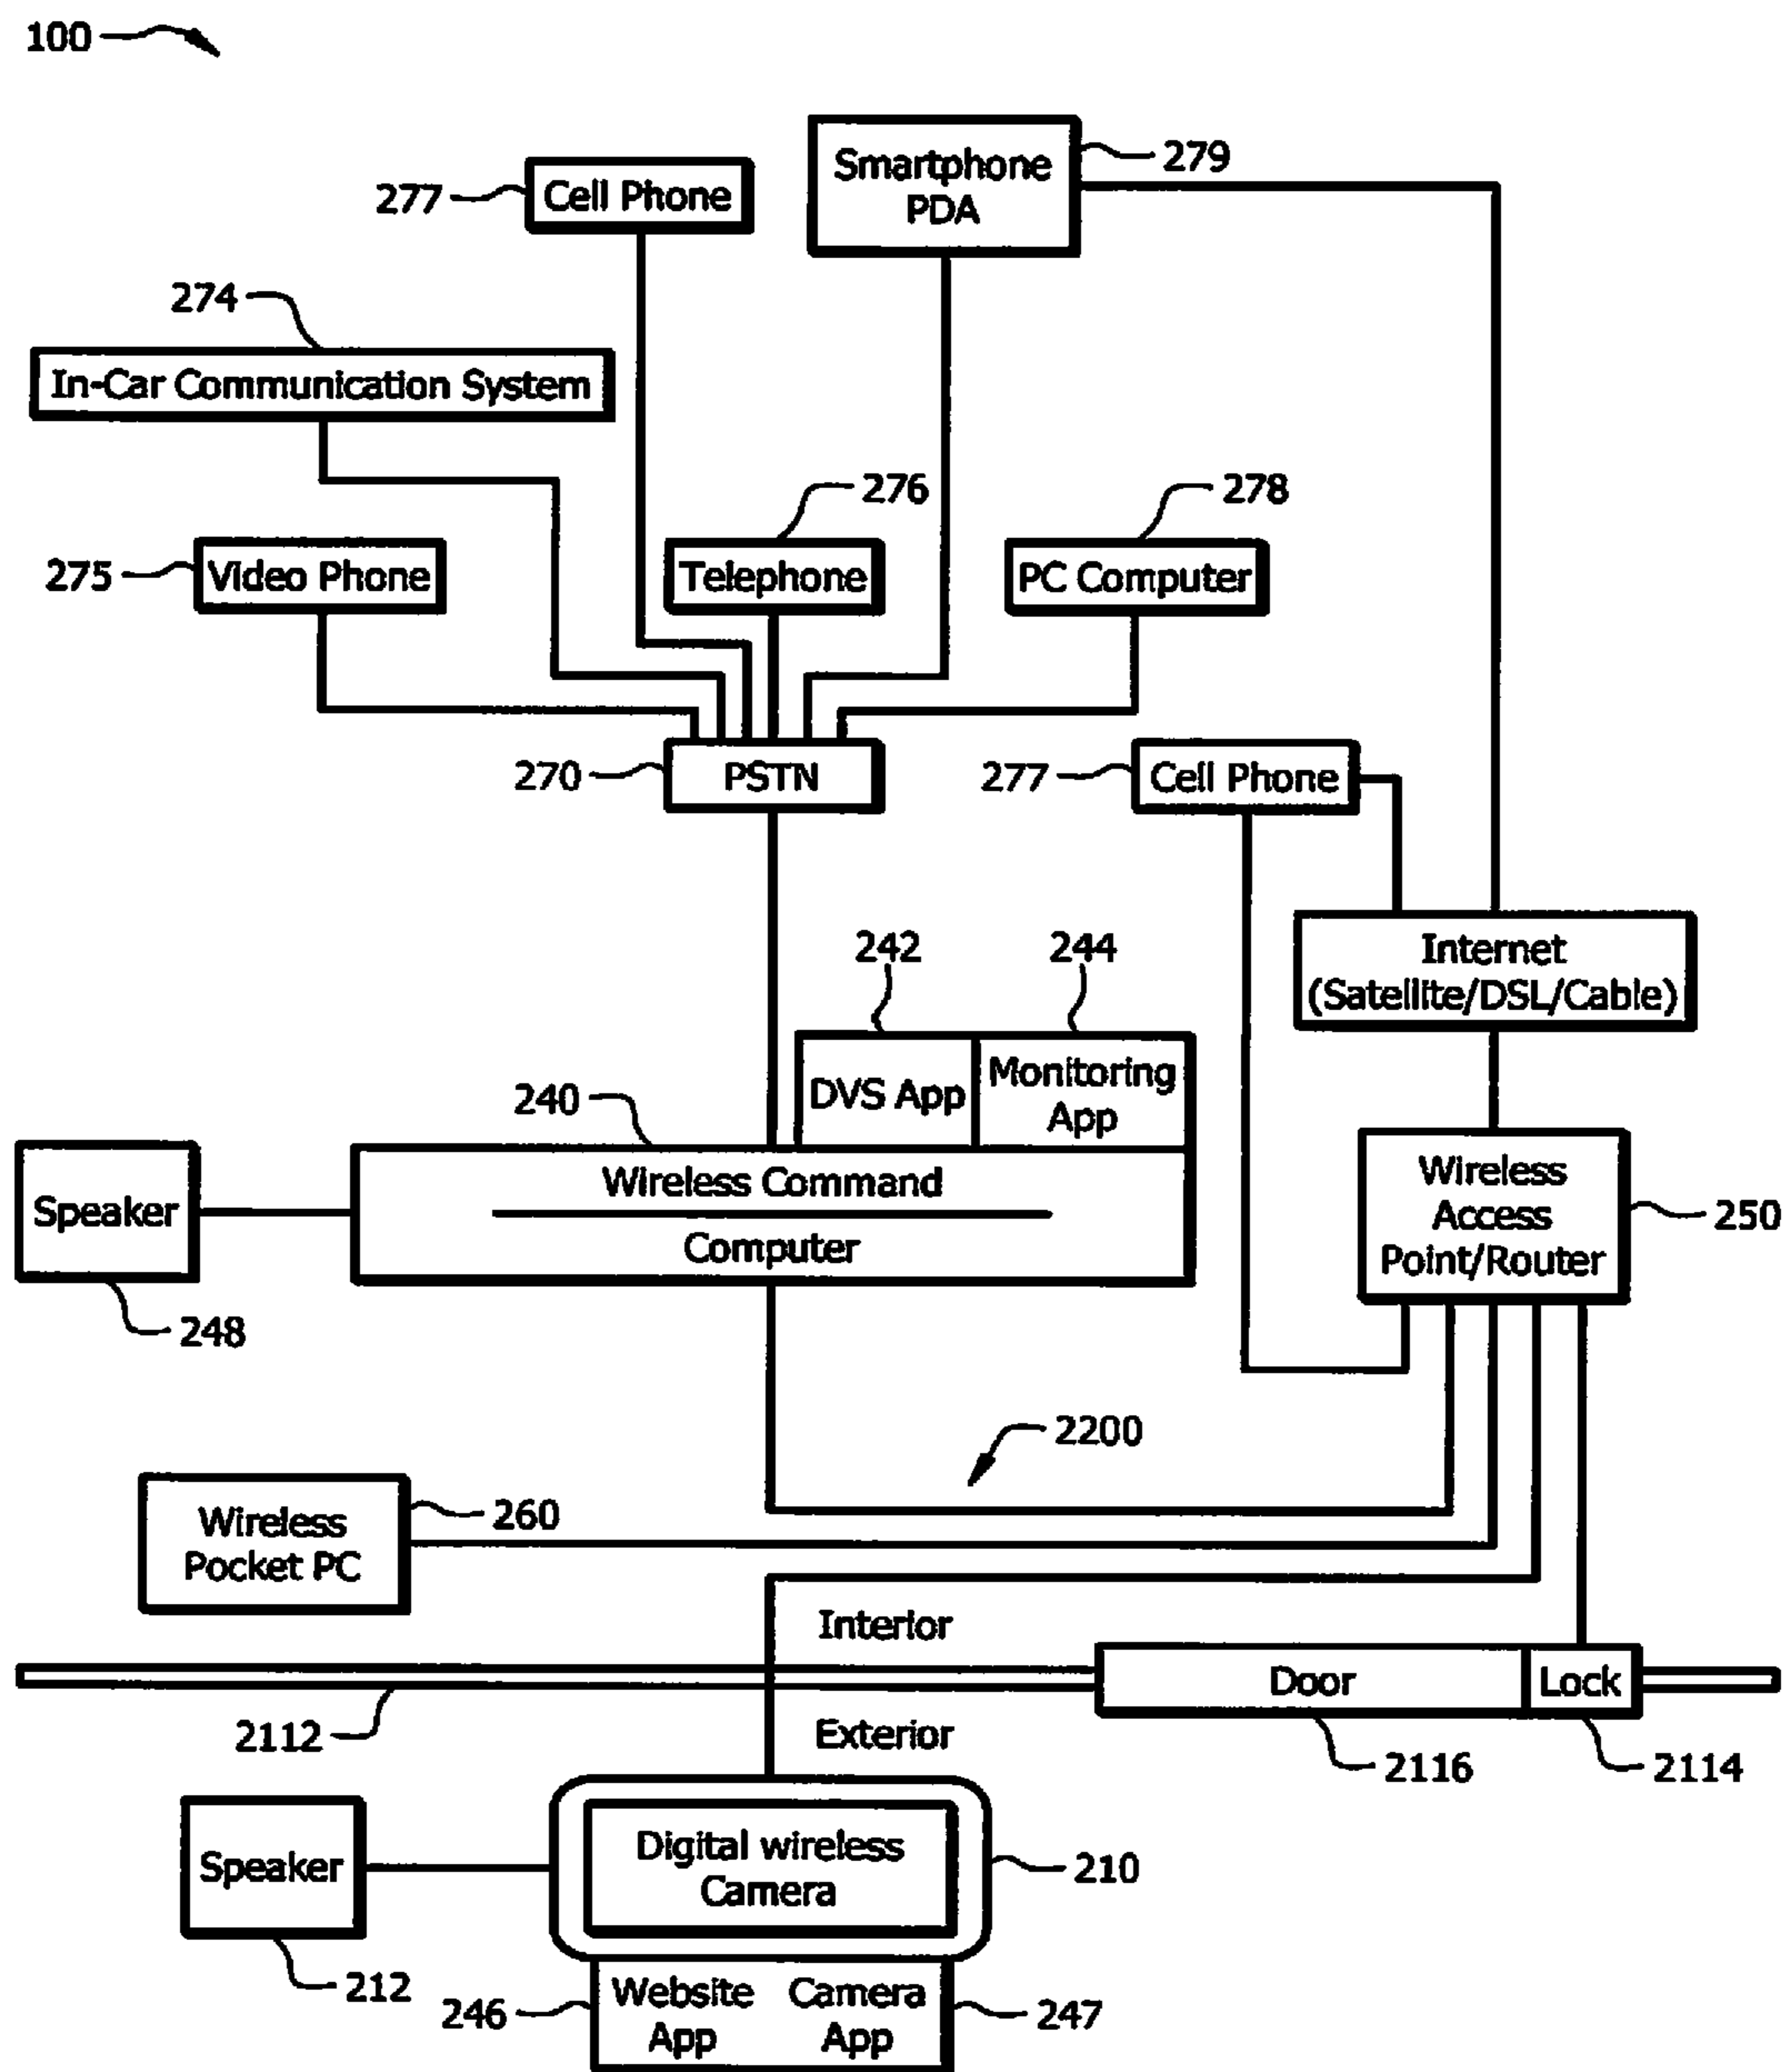 100
Smartphone
PDA
279
277
Cell Phone
274
In-Car Communication System
276
278
275
Video Phone
Telephone
PC Computer
270
PSTN
277
Cell Phone
242
244
Internet
(Satellite/DSL/Cable)
DVS App
Monitoring
App
240
Speaker
248
Wireless Command
Computer
Wireless
Access
Point/Router
250
2200
Wireless
Pocket PC
260
Interior
Door
Lock
2112
Exterior
2116
2114
Speaker
212
Digital wireless
Camera
210
246
Website
App
Camera
App
247